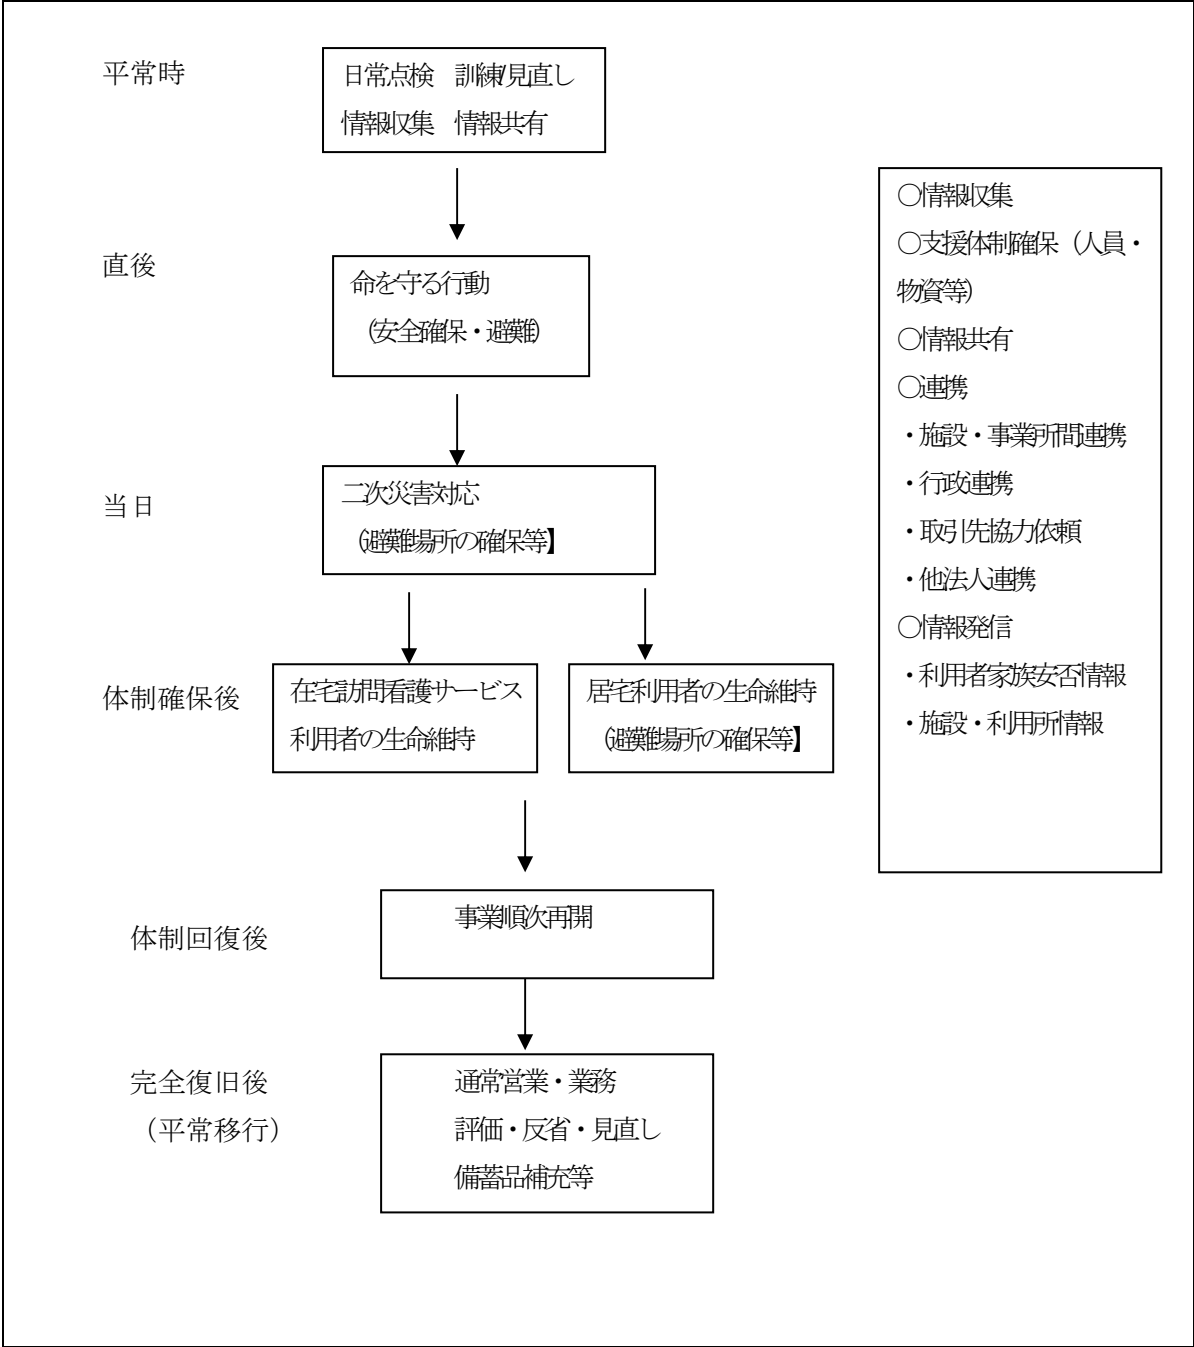 平常時
日常点検　訓練/見直し
情報収集　情報共有
直後
命を守る行動
（安全確保・避難）
当日
二次災害対応
（避難場所の確保等】
体制確保後
在宅訪問看護サービス
利用者の生命維持
居宅利用者の生命維持
（避難場所の確保等】
体制回復後
事業順次再開
完全復旧後
（平常移行）
通常営業・業務
評価・反省・見直し
備蓄品補充等
○情報収集
○支援体制確保（人員・
物資等）
○情報共有
○連携
・施設・事業所間連携
・行政連携
・取引先協力依頼
・他法人連携
○情報発信
・利用者家族安否情報
・施設・利用所情報